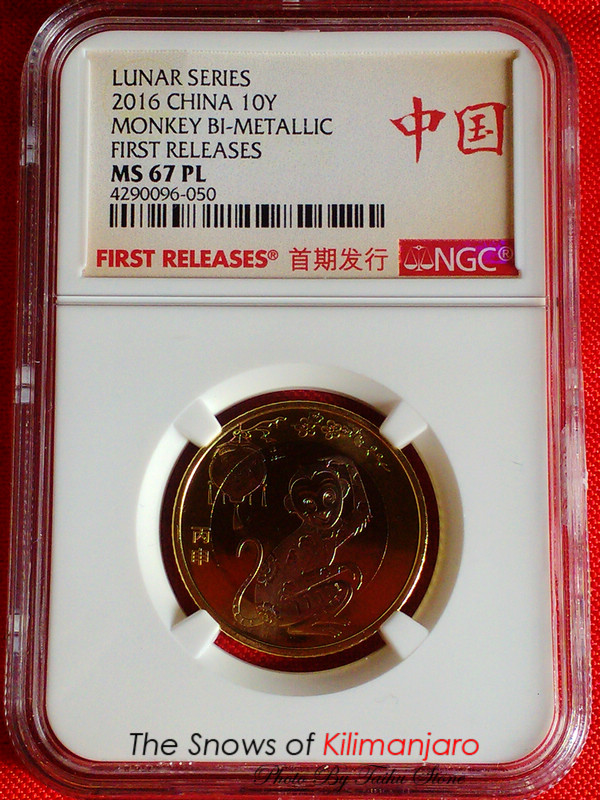 LUNAR SERIES
2016 CHINA 10Y
MONKEY BI-METALLIC
FIRST RELEASES
MS 67 PL
4290096-050
中国
FIRST RELEASES® 首期发行 NGC®
丙申
The Snows of Kilimanjaro
Photo By Taihu Stone